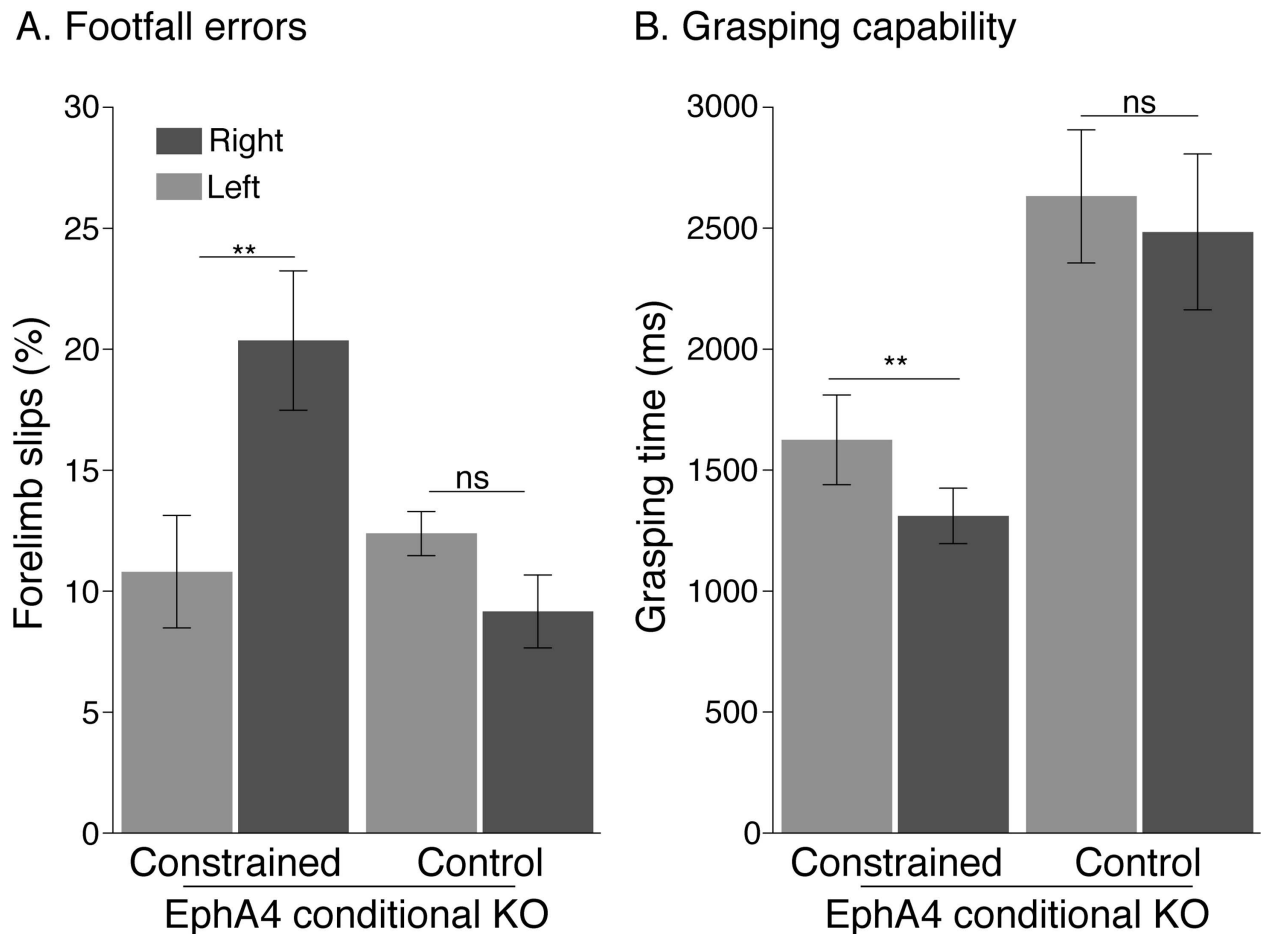 A. Footfall errors
30
25
20
15
10
5
0
Forelimb slips (%)
Right
Left
**
ns
Constrained
Control
EphA4 conditional KO
B. Grasping capability
3000
2500
2000
1500
1000
500
0
Grasping time (ms)
**
ns
Constrained
Control
EphA4 conditional KO